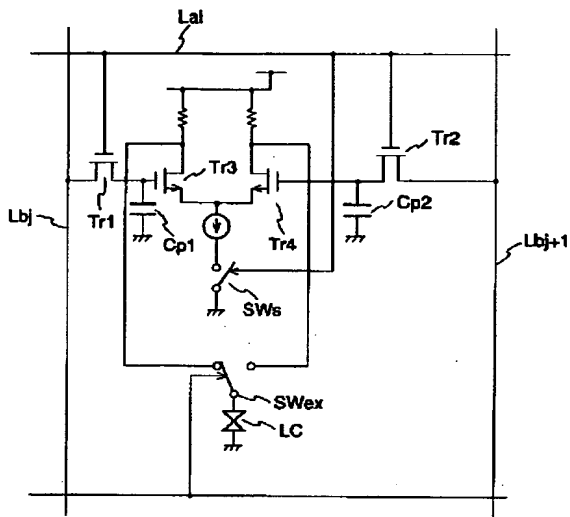 Lai
Tr2
Tr3
Lbj
Tr1
Cp1
Tr4
Cp2
Lbj+1
SWs
SWex
LC